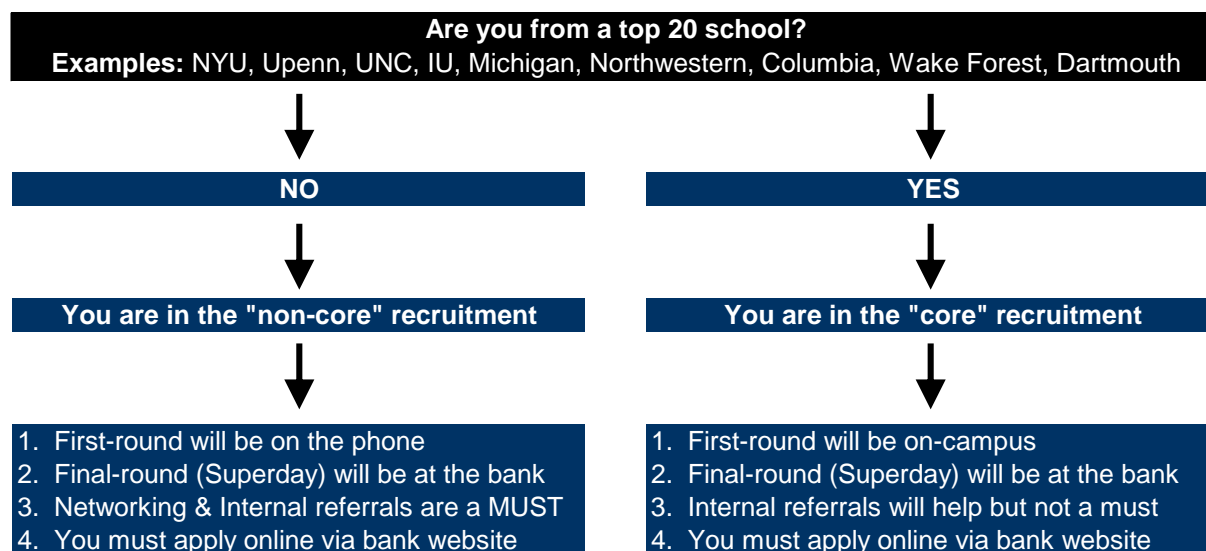 Are you from a top 20 school?
Examples: NYU, Upenn, UNC, IU, Michigan, Northwestern, Columbia, Wake Forest, Dartmouth
NO
YES
You are in the "non-core" recruitment
You are in the "core" recruitment
1. First-round will be on the phone
2. Final-round (Superday) will be at the bank
3. Networking & Internal referrals are a MUST
4. You must apply online via bank website
1. First-round will be on-campus
2. Final-round (Superday) will be at the bank
3. Internal referrals will help but not a must
4. You must apply online via bank website